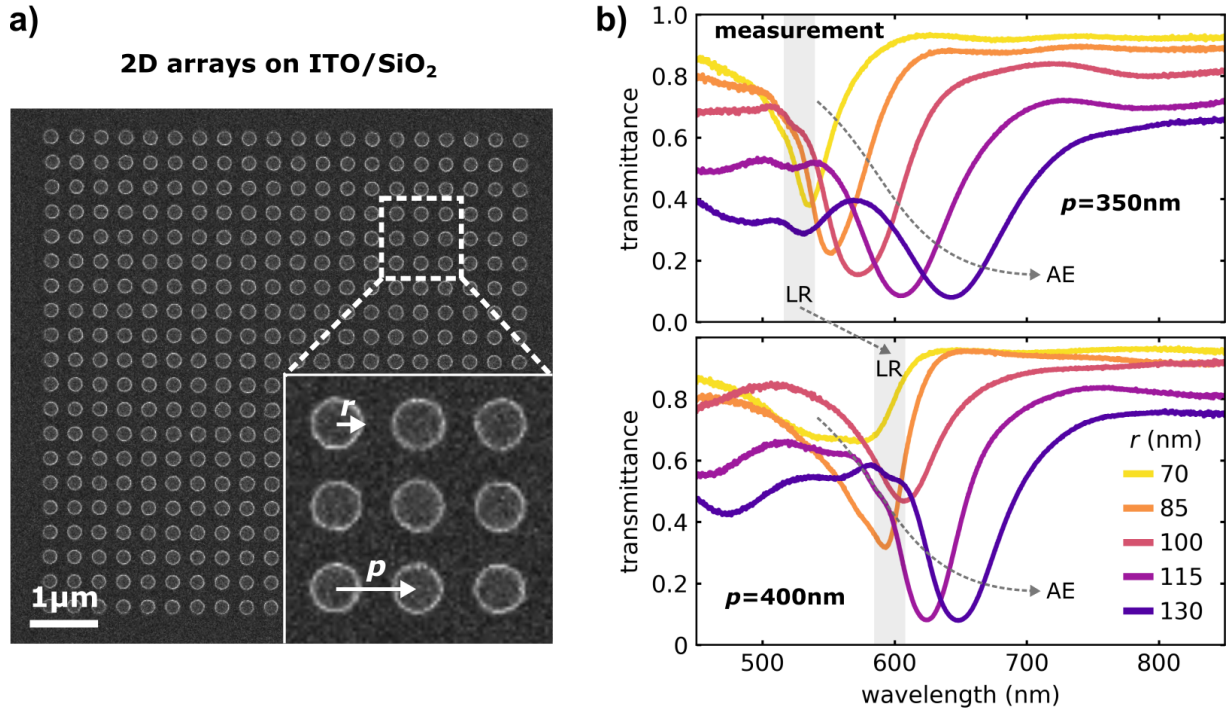 a)
2D arrays on ITO/SiO₂
r
p
1μm
b)
measurement
transmittance
1.0
0.8
0.6
0.4
0.2
0.0
p=350nm
AE
LR
transmittance
0.8
0.6
0.4
0.2
0
LR
AE
p=400nm
r (nm)
70
85
100
115
130
500 600 700 800
wavelength (nm)